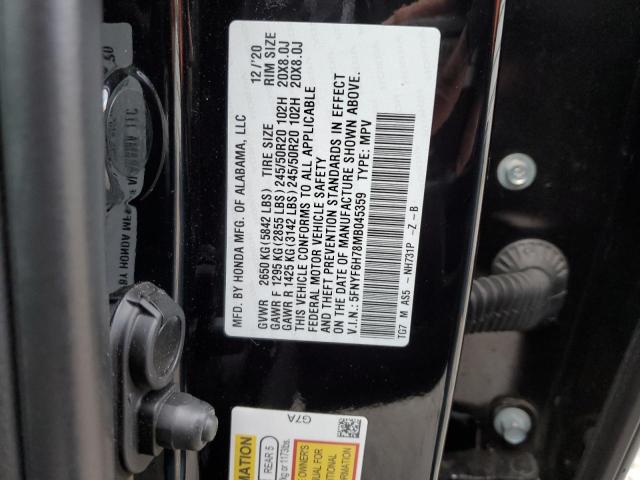 MFD. BY HONDA MFG. OF ALABAMA, LLC 12/'20
GVWR 2650 KG (5842 LBS) TIRE SIZE RIM SIZE
GAWR F 1295 KG (2855 LBS) 245/50R20 102H 20X8.0J
GAWR R 1425 KG (3142 LBS) 245/50R20 102H 20X8.0J
THIS VEHICLE CONFORMS TO ALL APPLICABLE
FEDERAL MOTOR VEHICLE SAFETY
AND THEFT PREVENTION STANDARDS IN EFFECT
ON THE DATE OF MANUFACTURE SHOWN ABOVE.
V.I.N.: 5FNYF6H78MB045359 TYPE: MPV
TG7 M AS5 - NH731P -Z -B
G7A
REAR 5
or 1173lbs.